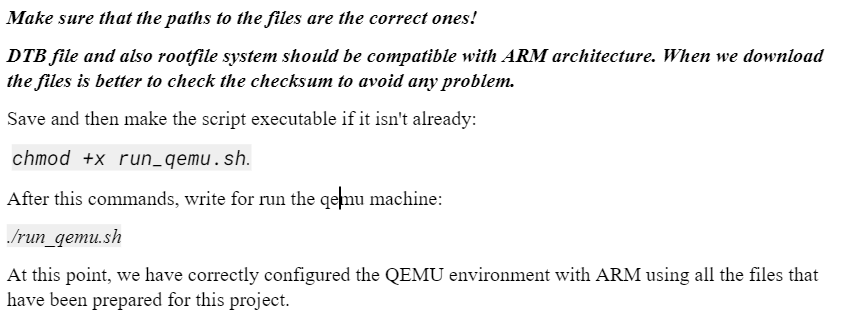 Make sure that the paths to the files are the correct ones!
DTB file and also rootfile system should be compatible with ARM architecture. When we download
the files is better to check the checksum to avoid any problem.
Save and then make the script executable if it isn't already:
chmod +x run_qemu.sh.
After this commands, write for run the qemu machine:
./run_qemu.sh
At this point, we have correctly configured the QEMU environment with ARM using all the files that
have been prepared for this project.